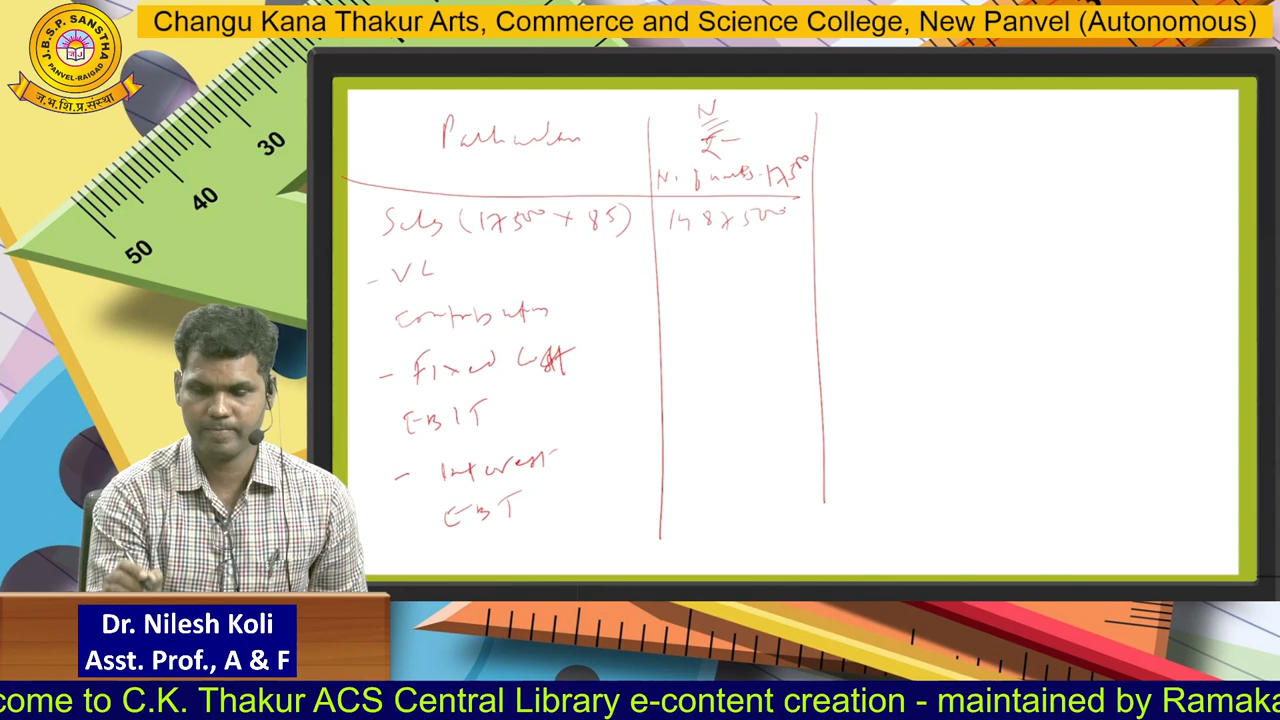 Changu Kana Thakur Arts, Commerce and Science College, New Panvel (Autonomous)
J.B.S.P. SANSTHA
PANVEL-RAIGAD
ज.भ.शि.प्र.संस्था
30
40
50
Particulars
N
₹
No. of units - 17500
Sales (17500 × 85) 1487500
- VC
Contribution
- Fixed Cost
EBIT
- Interest
EBT
Dr. Nilesh Koli
Asst. Prof., A & F
come to C.K. Thakur ACS Central Library e-content creation - maintained by Ramaka